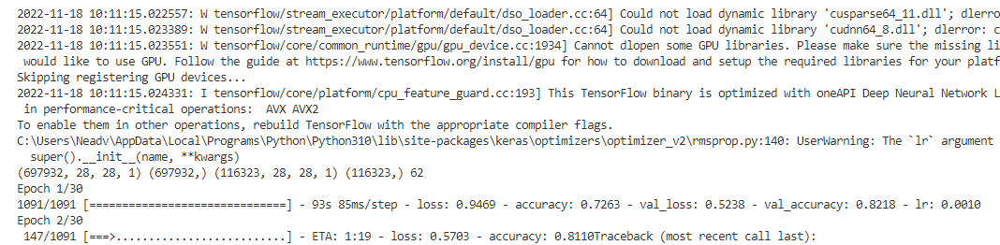 2022-11-18 10:11:15.022557: W tensorflow/stream_executor/platform/default/dso_loader.cc:64] Could not load dynamic library 'cusparse64_11.dll'; dlerro
2022-11-18 10:11:15.023389: W tensorflow/stream_executor/platform/default/dso_loader.cc:64] Could not load dynamic library 'cudnn64_8.dll'; dlerror: c
2022-11-18 10:11:15.023551: W tensorflow/core/common_runtime/gpu/gpu_device.cc:1934] Cannot dlopen some GPU libraries. Please make sure the missing li
would like to use GPU. Follow the guide at https://www.tensorflow.org/install/gpu for how to download and setup the required libraries for your platf
Skipping registering GPU devices...
2022-11-18 10:11:15.024331: I tensorflow/core/platform/cpu_feature_guard.cc:193] This TensorFlow binary is optimized with oneAPI Deep Neural Network L
in performance-critical operations:  AVX AVX2
To enable them in other operations, rebuild TensorFlow with the appropriate compiler flags.
C:\Users\Neadv\AppData\Local\Programs\Python\Python310\lib\site-packages\keras\optimizers\optimizer_v2\rmsprop.py:140: UserWarning: The `lr` argument
super().__init__(name, **kwargs)
(697932, 28, 28, 1) (697932,) (116323, 28, 28, 1) (116323,) 62
Epoch 1/30
1091/1091 [==============================] - 93s 85ms/step - loss: 0.9469 - accuracy: 0.7263 - val_loss: 0.5238 - val_accuracy: 0.8218 - lr: 0.0010
Epoch 2/30
147/1091 [===>..........................] - ETA: 1:19 - loss: 0.5703 - accuracy: 0.8110Traceback (most recent call last):